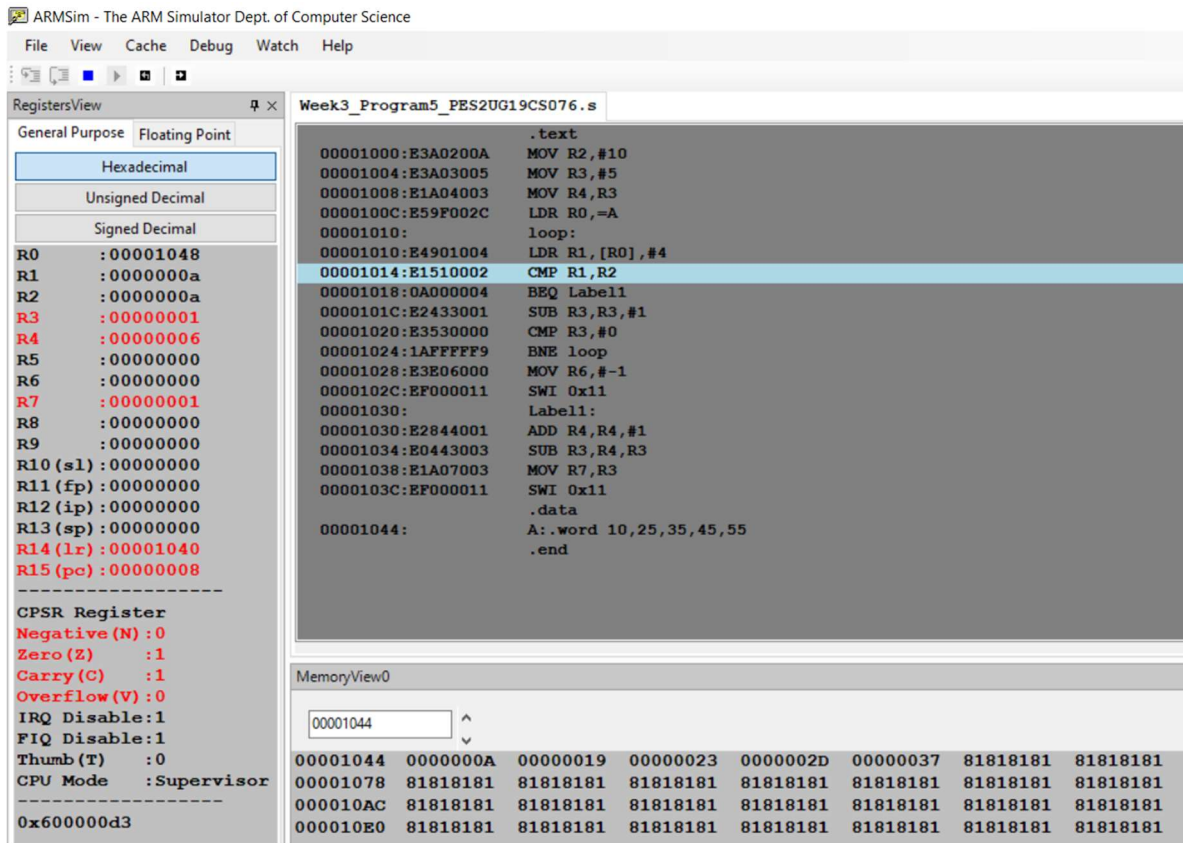 ARMSim - The ARM Simulator Dept. of Computer Science
File View Cache Debug Watch Help
RegistersView
General Purpose Floating Point
Hexadecimal
Unsigned Decimal
Signed Decimal
R0 :00001048
R1 :0000000a
R2 :0000000a
R3 :00000001
R4 :00000006
R5 :00000000
R6 :00000000
R7 :00000001
R8 :00000000
R9 :00000000
R10(sl):00000000
R11(fp):00000000
R12(ip):00000000
R13(sp):00000000
R14(lr):00001040
R15(pc):00000008
-------------------
CPSR Register
Negative(N):0
Zero(Z) :1
Carry(C) :1
Overflow(V):0
IRQ Disable:1
FIQ Disable:1
Thumb(T) :0
CPU Mode :Supervisor
-------------------
0x600000d3
Week3_Program5_PES2UG19CS076.s
.text
00001000:E3A0200A MOV R2,#10
00001004:E3A03005 MOV R3,#5
00001008:E1A04003 MOV R4,R3
0000100C:E59F002C LDR R0,=A
00001010: loop:
00001010:E4901004 LDR R1,[R0],#4
00001014:E1510002 CMP R1,R2
00001018:0A000004 BEQ Label1
0000101C:E2433001 SUB R3,R3,#1
00001020:E3530000 CMP R3,#0
00001024:1AFFFFF9 BNE loop
00001028:E3E06000 MOV R6,#-1
0000102C:EF000011 SWI 0x11
00001030: Label1:
00001030:E2844001 ADD R4,R4,#1
00001034:E0443003 SUB R3,R4,R3
00001038:E1A07003 MOV R7,R3
0000103C:EF000011 SWI 0x11
.data
00001044: A:.word 10,25,35,45,55
.end
MemoryView0
00001044
00001044 0000000A 00000019 00000023 0000002D 00000037 81818181 81818181
00001078 81818181 81818181 81818181 81818181 81818181 81818181 81818181
000010AC 81818181 81818181 81818181 81818181 81818181 81818181 81818181
000010E0 81818181 81818181 81818181 81818181 81818181 81818181 81818181